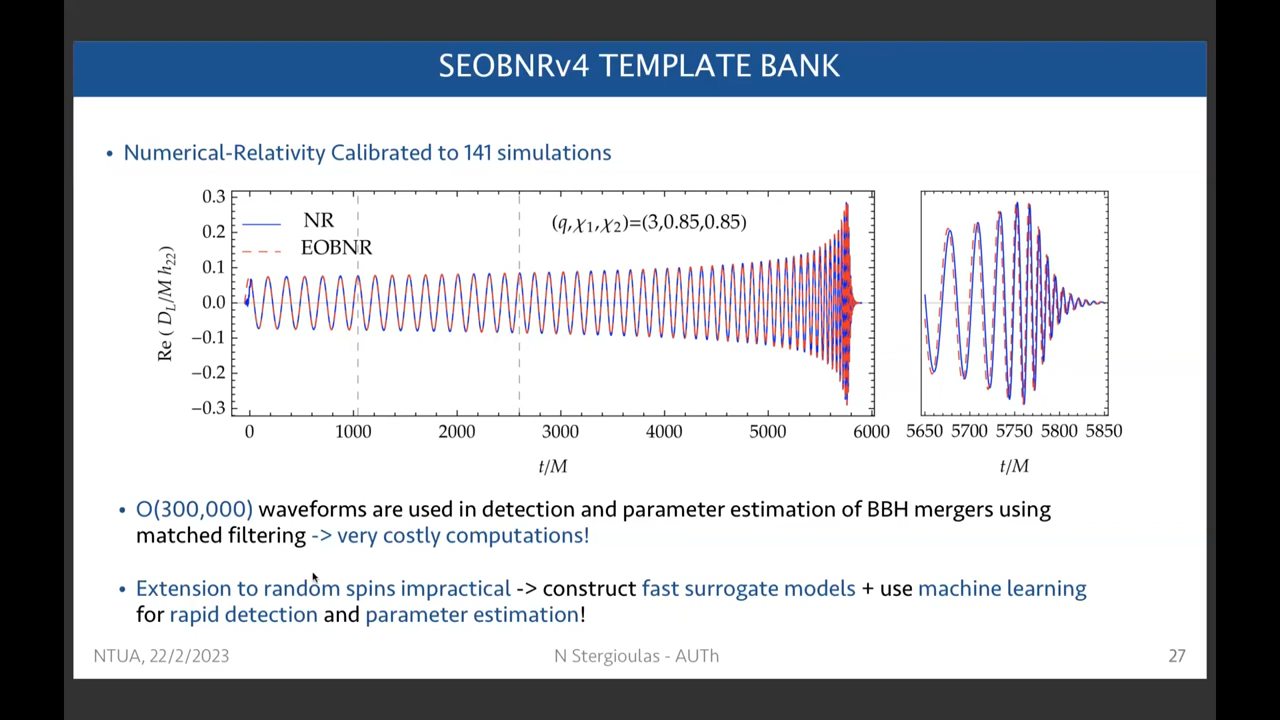 SEOBNRv4 TEMPLATE BANK
• Numerical-Relativity Calibrated to 141 simulations
0.3
0.2
0.1
0.0
−0.1
−0.2
−0.3
Re ( D_L/M h_22)
NR
EOBNR
(q,χ₁,χ₂)=(3,0.85,0.85)
0 1000 2000 3000 4000 5000 6000
t/M
5650 5700 5750 5800 5850
t/M
• O(300,000) waveforms are used in detection and parameter estimation of BBH mergers using
matched filtering -> very costly computations!
• Extension to random spins impractical -> construct fast surrogate models + use machine learning
for rapid detection and parameter estimation!
NTUA, 22/2/2023
N Stergioulas - AUTh
27